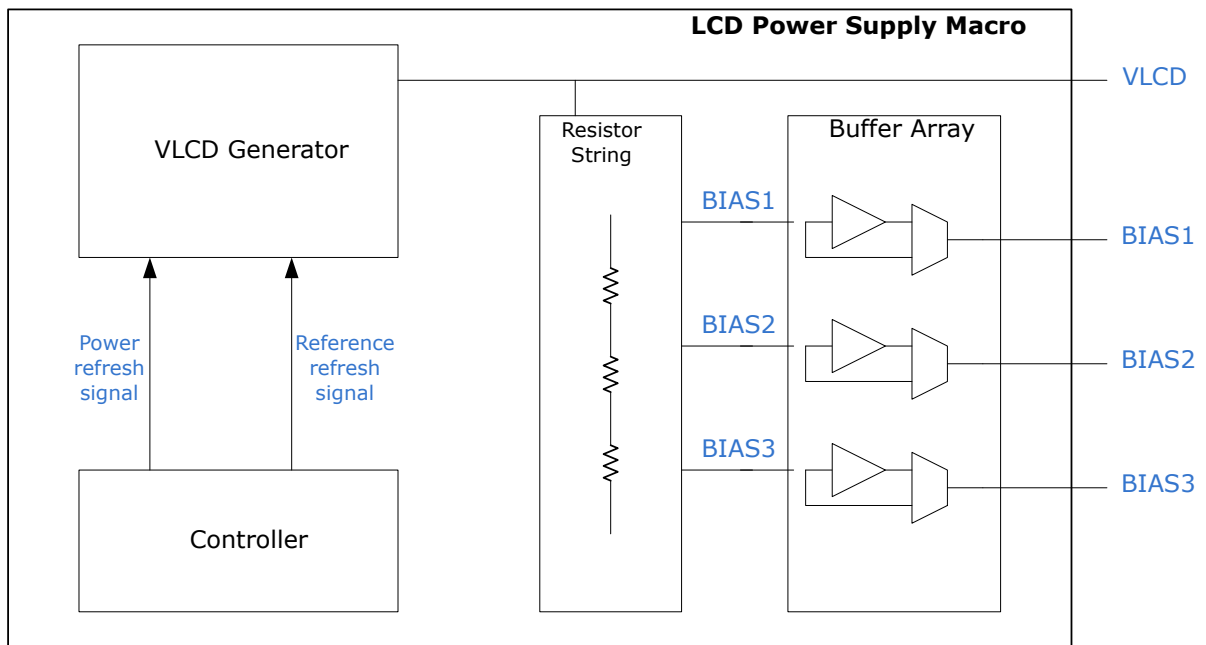 LCD Power Supply Macro
VLCD
VLCD Generator
Resistor
String
Buffer Array
BIAS1
BIAS1
Power
refresh
signal
Reference
refresh
signal
BIAS2
BIAS2
BIAS3
BIAS3
Controller